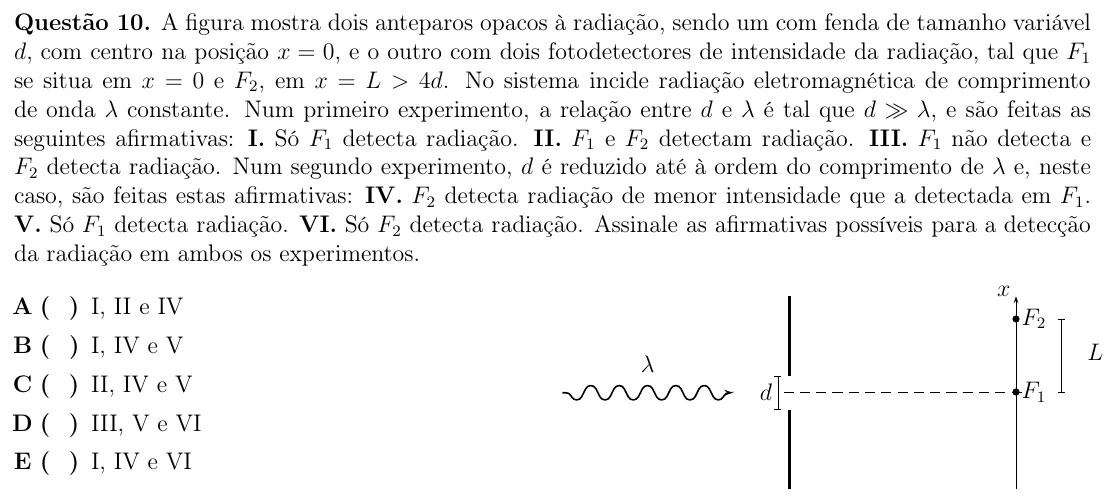 Questão 10. A figura mostra dois anteparos opacos à radiação, sendo um com fenda de tamanho variável
d, com centro na posição x = 0, e o outro com dois fotodetectores de intensidade da radiação, tal que F₁
se situa em x = 0 e F₂, em x = L > 4d. No sistema incide radiação eletromagnética de comprimento
de onda λ constante. Num primeiro experimento, a relação entre d e λ é tal que d ≫ λ, e são feitas as
seguintes afirmativas: I. Só F₁ detecta radiação. II. F₁ e F₂ detectam radiação. III. F₁ não detecta e
F₂ detecta radiação. Num segundo experimento, d é reduzido até à ordem do comprimento de λ e, neste
caso, são feitas estas afirmativas: IV. F₂ detecta radiação de menor intensidade que a detectada em F₁.
V. Só F₁ detecta radiação. VI. Só F₂ detecta radiação. Assinale as afirmativas possíveis para a detecção
da radiação em ambos os experimentos.
A ( ) I, II e IV
B ( ) I, IV e V
C ( ) II, IV e V
D ( ) III, V e VI
E ( ) I, IV e VI
x
F₂
L
λ
d
F₁